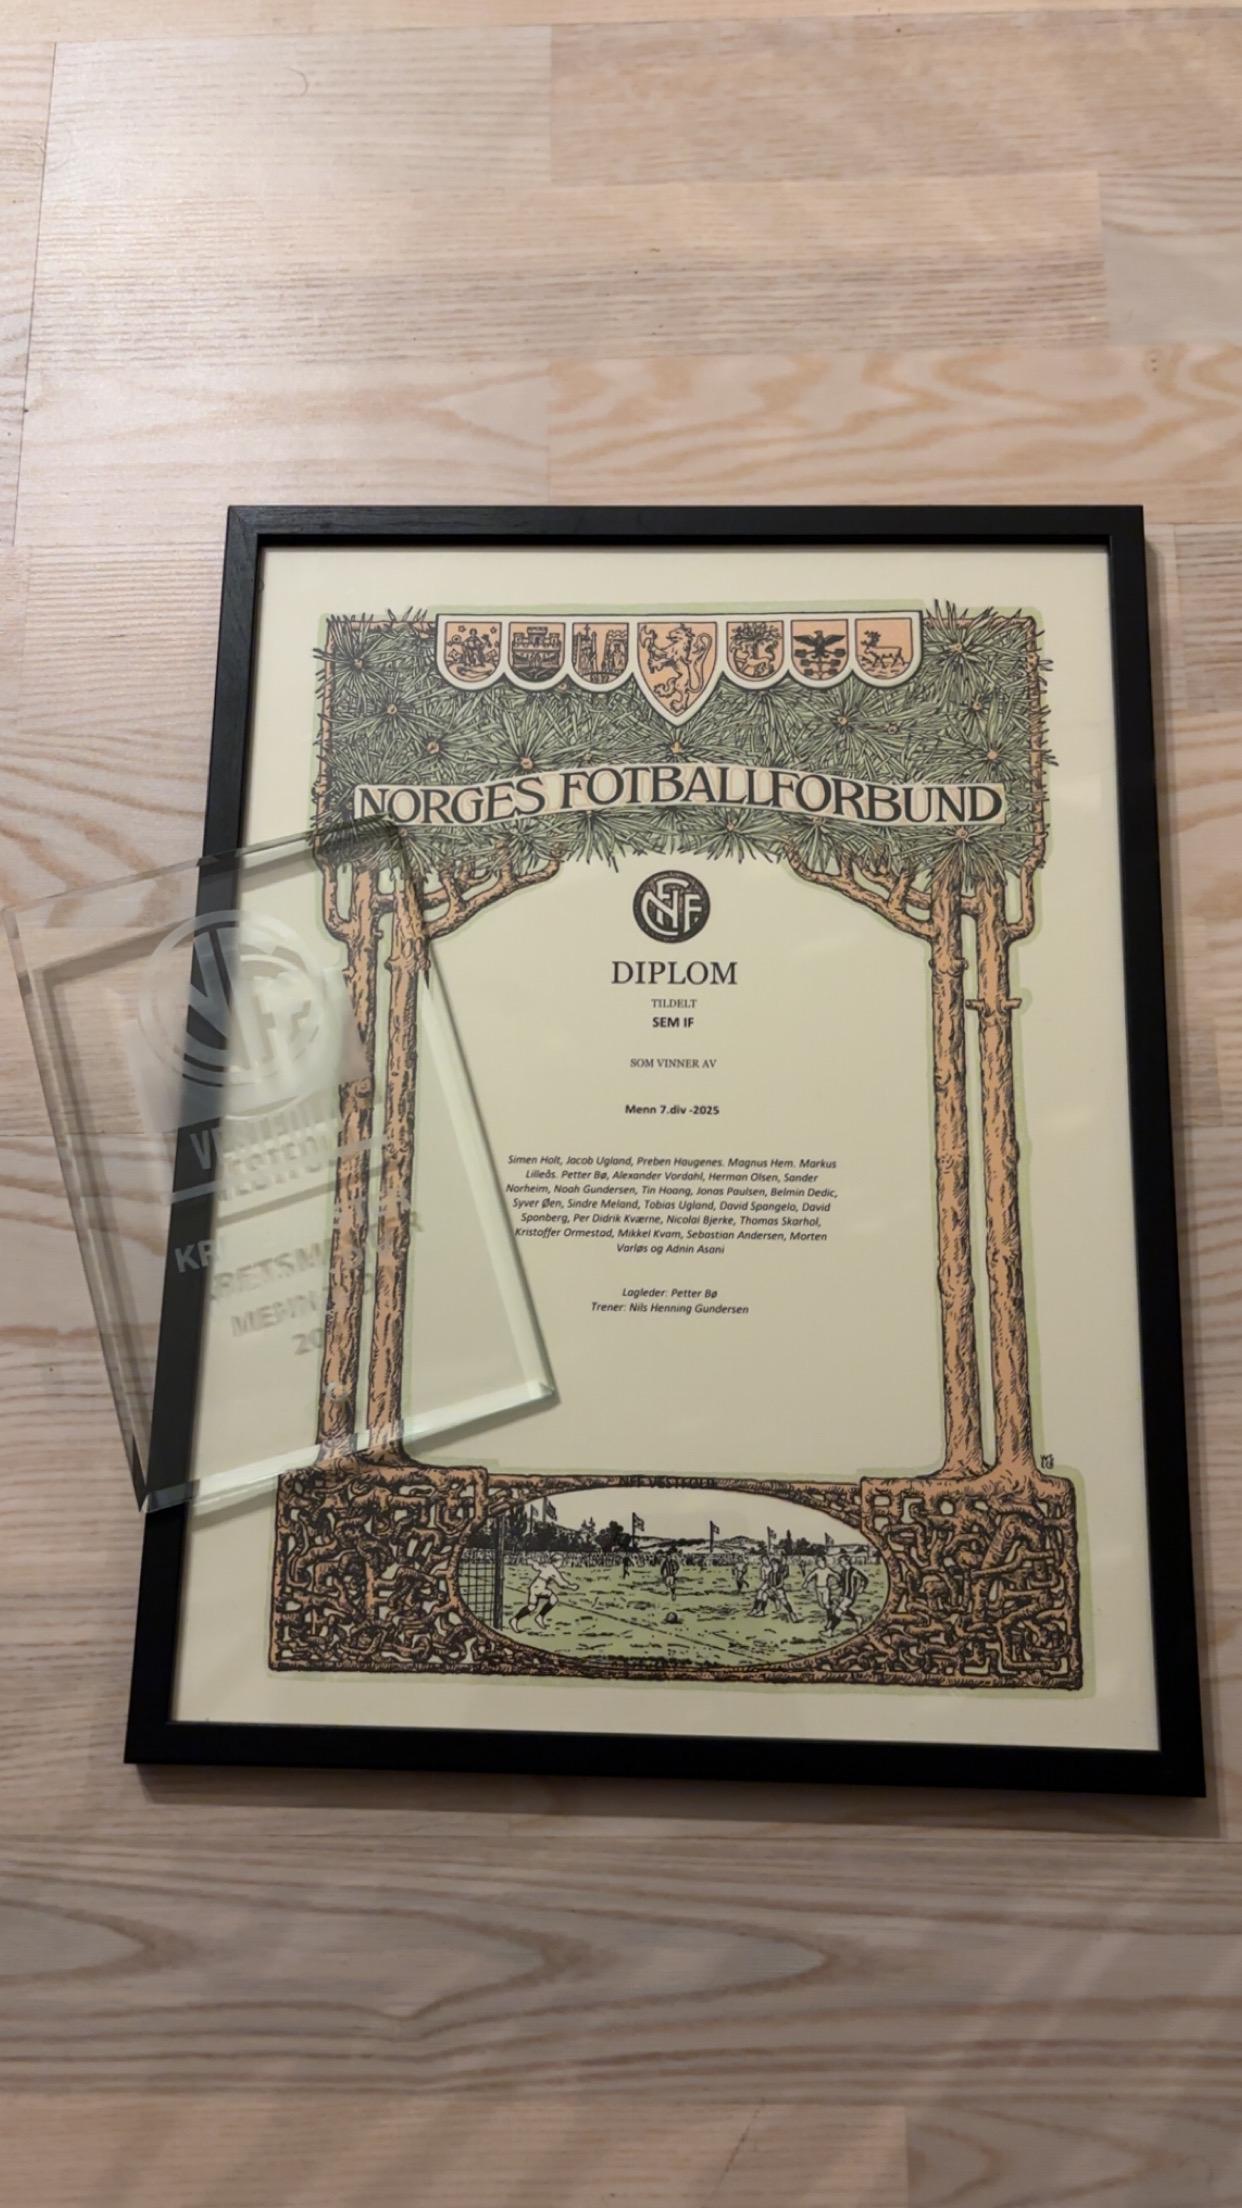 NORGES FOTBALLFORBUND
NFF
DIPLOM
TILDELT
SEM IF
SOM VINNER AV
Menn 7.div -2025
Simen Holt, Jacob Ugland, Preben Haugenes. Magnus Hem. Markus
Lilleås. Petter Bø, Alexander Vordahl, Herman Olsen, Sander
Norheim, Noah Gundersen, Tin Hoang, Jonas Paulsen, Belmin Dedic,
Syver Øen, Sindre Meland, Tobias Ugland, David Spangelo, David
Sponberg, Per Didrik Kværne, Nicolai Bjerke, Thomas Skarhol,
Kristoffer Ormestad, Mikkel Kvam, Sebastian Andersen, Morten
Varløs og Adnin Asani
Lagleder: Petter Bø
Trener: Nils Henning Gundersen
NFF VESTFOLD